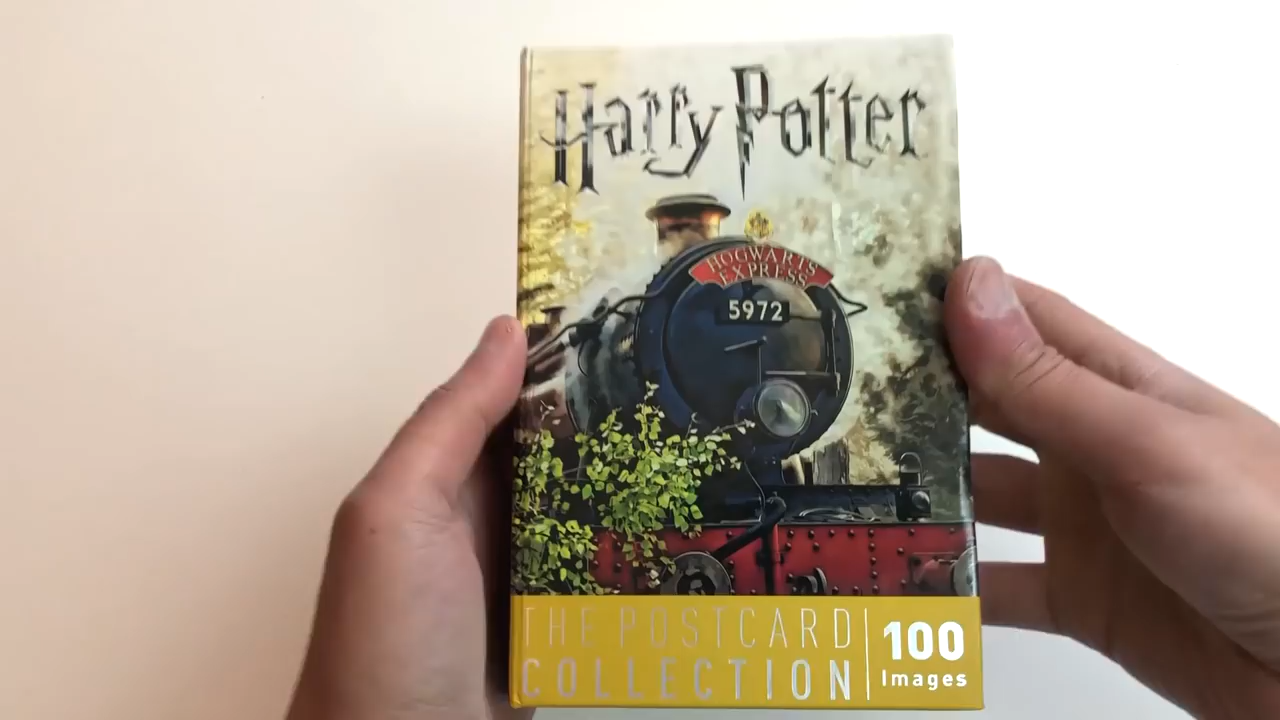 Harry Potter
HOGWARTS
EXPRESS
5972
THE POSTCARD
COLLECTION
100
Images